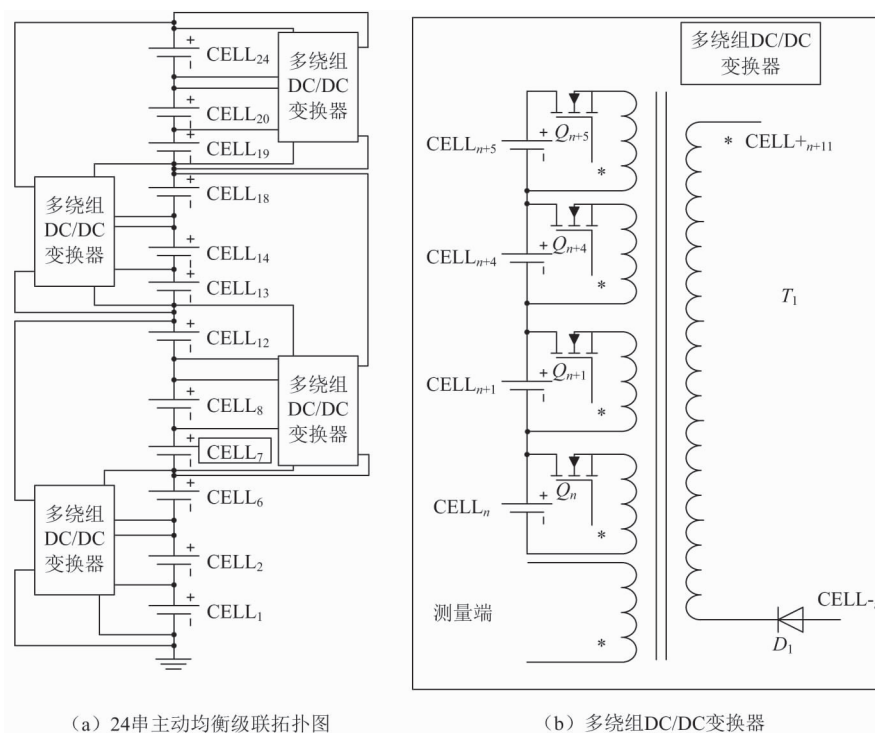 CELL24
多绕组
DC/DC
变换器
CELL20
CELL19
多绕组
DC/DC
变换器
CELL18
CELL14
CELL13
CELL12
多绕组
DC/DC
变换器
CELL8
CELL7
多绕组
DC/DC
变换器
CELL6
CELL2
CELL1
(a) 24串主动均衡级联拓扑图
多绕组DC/DC
变换器
CELLn+5
Qn+5
*
* CELL+n+11
CELLn+4
Qn+4
*
T1
CELLn+1
Qn+1
*
CELLn
Qn
*
测量端
*
CELL-
D1
(b) 多绕组DC/DC变换器